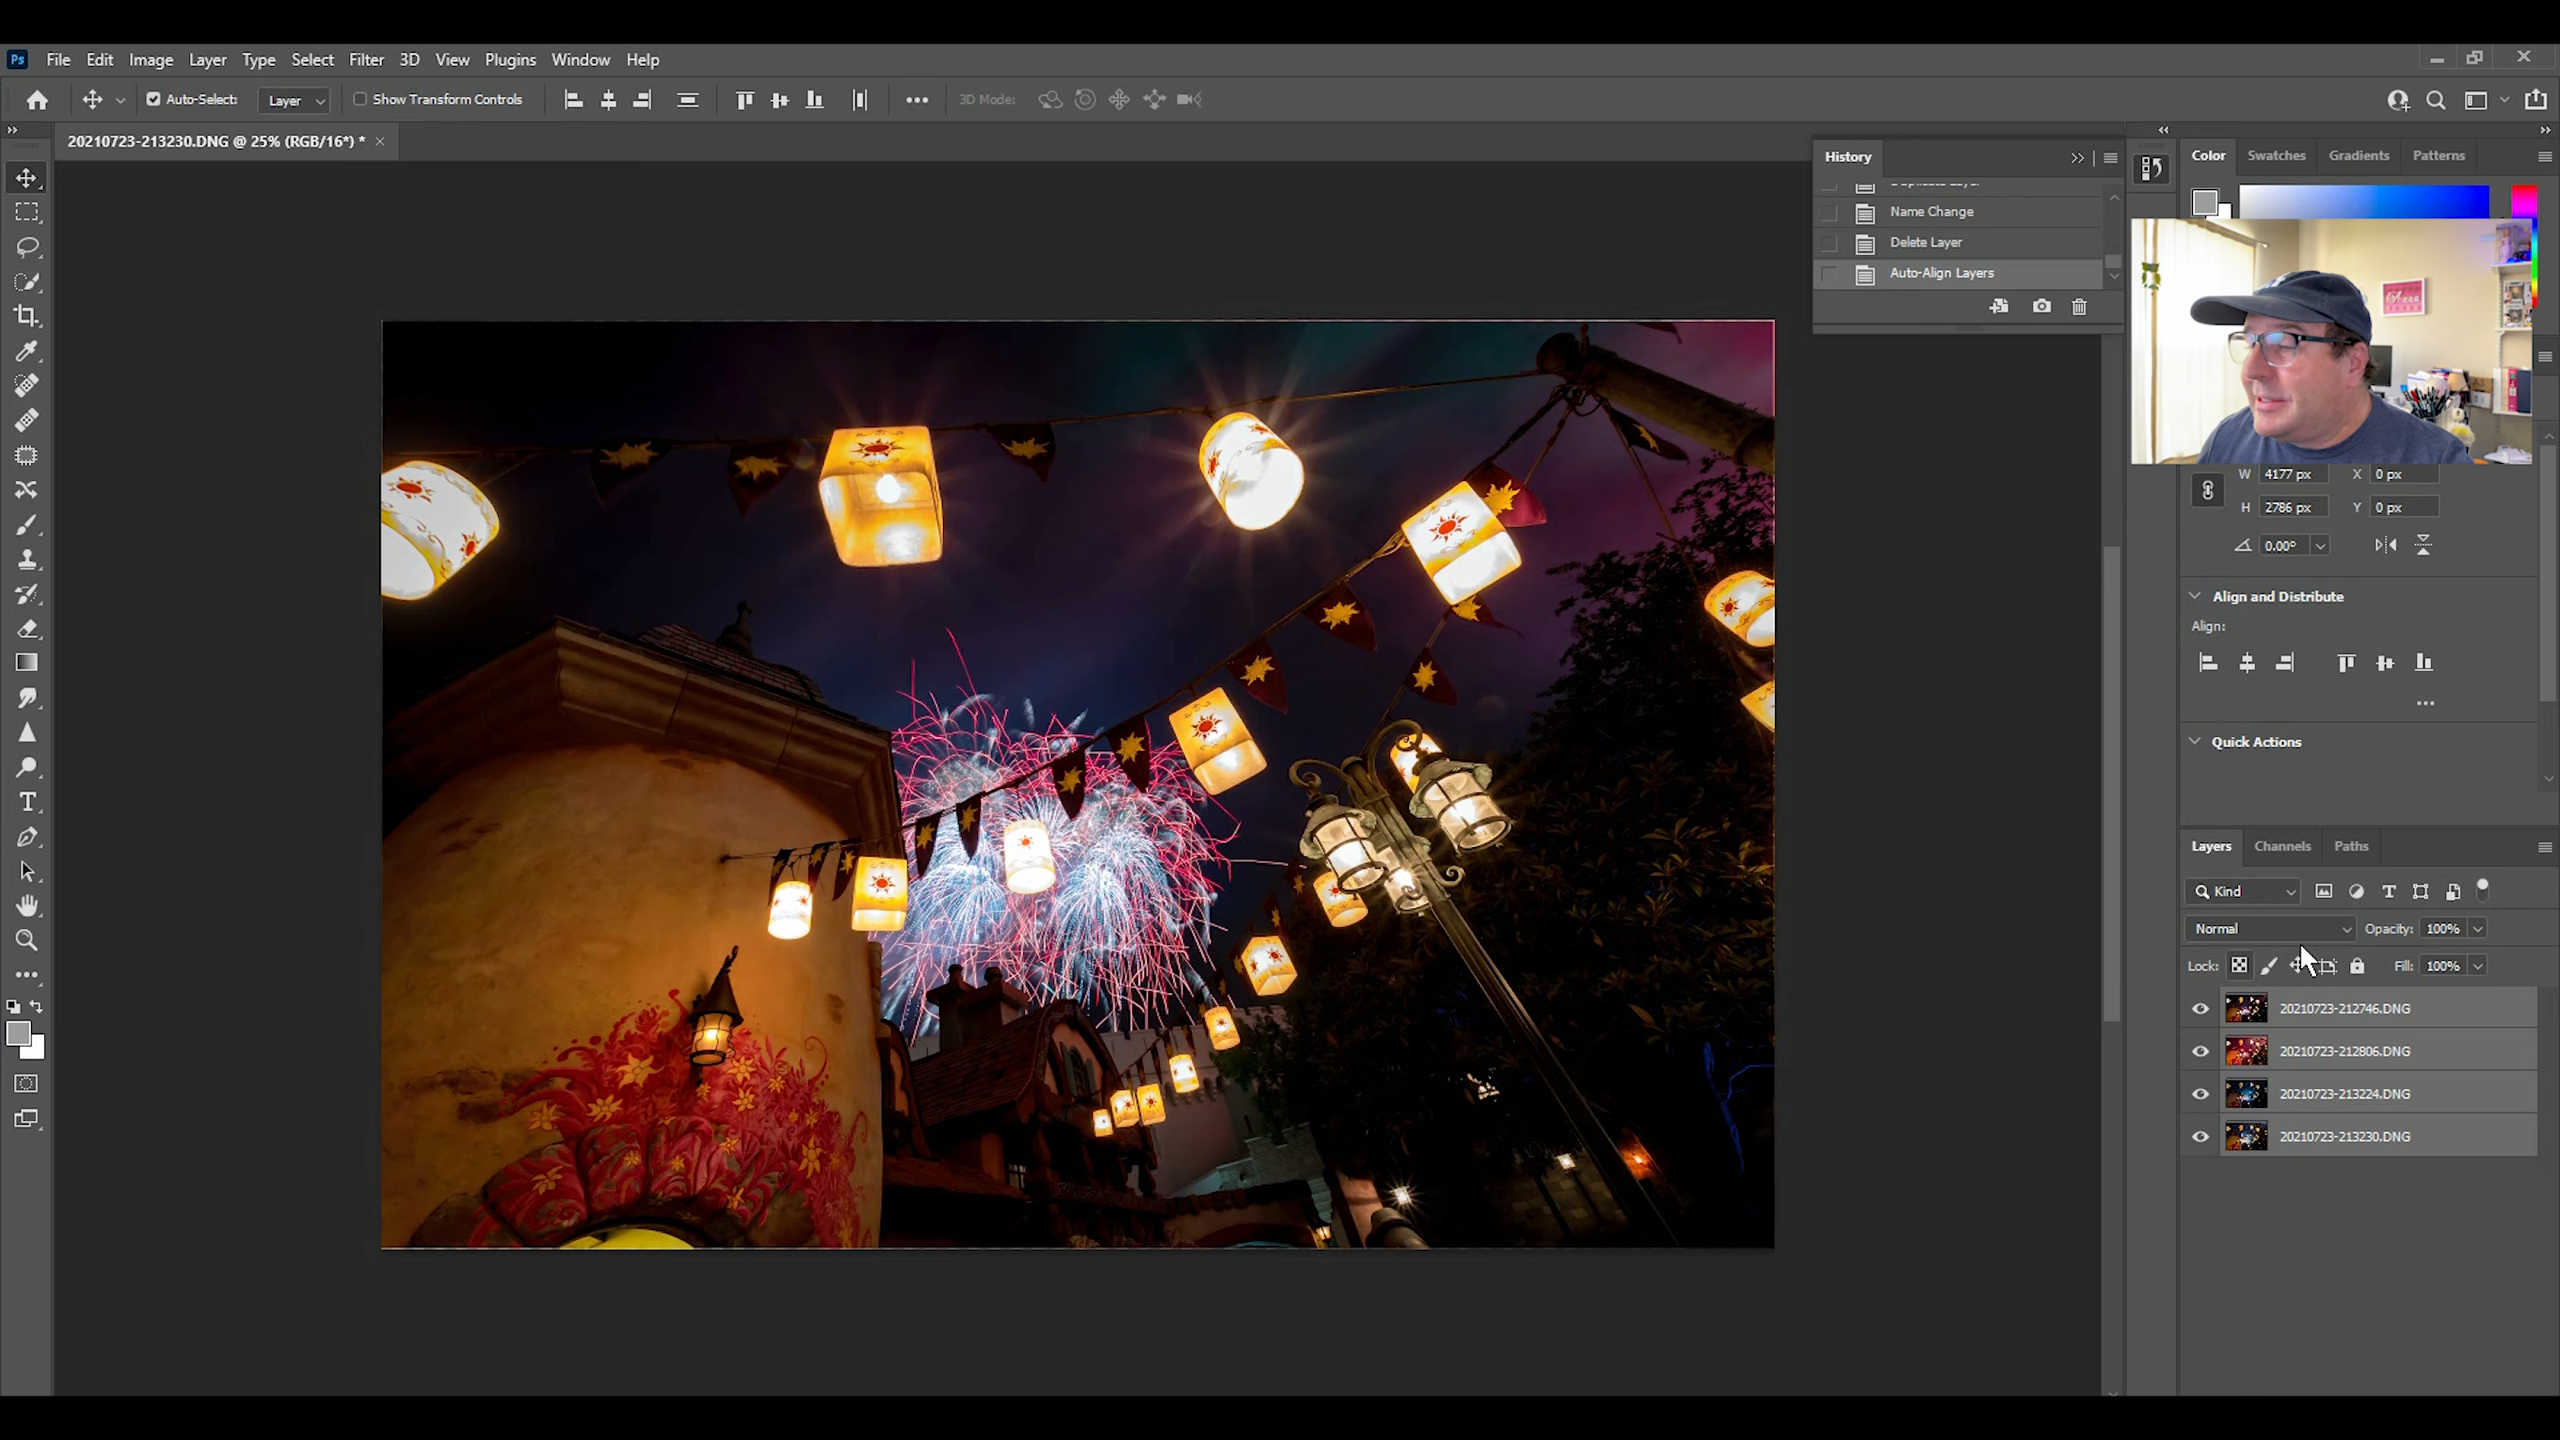 Ps File Edit Image Layer Type Select Filter 3D View Plugins Window Help
Auto-Select: Layer Show Transform Controls 3D Mode:
20210723-213230.DNG @ 25% (RGB/16*) * ×
History
Duplicate Layer
Name Change
Delete Layer
Auto-Align Layers
Color Swatches Gradients Patterns
W 4177 px X 0 px
H 2786 px Y 0 px
0.00°
Align and Distribute
Align:
Quick Actions
Layers Channels Paths
Kind
Normal Opacity: 100%
Lock: Fill: 100%
20210723-212746.DNG
20210723-212806.DNG
20210723-213224.DNG
20210723-213230.DNG